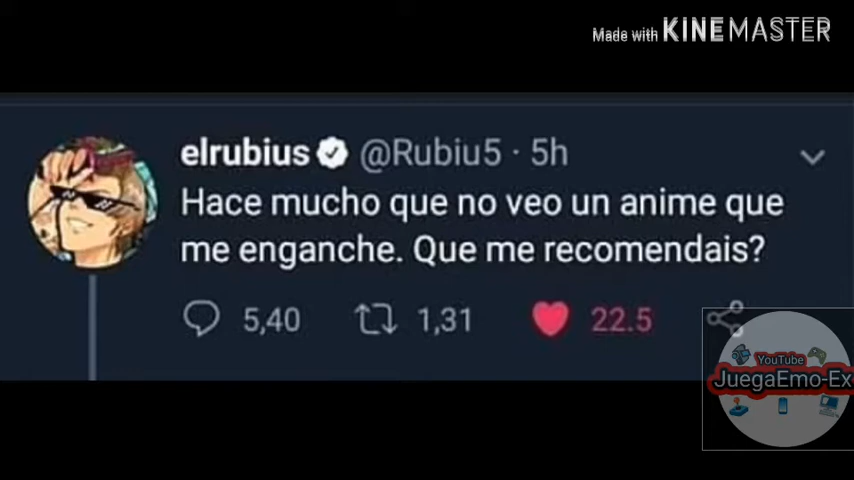 Made with KINEMASTER
elrubius @Rubiu5 · 5h
Hace mucho que no veo un anime que
me enganche. Que me recomendais?
5,40 1,31 22.5
YouTube
JuegaEmo-Ex